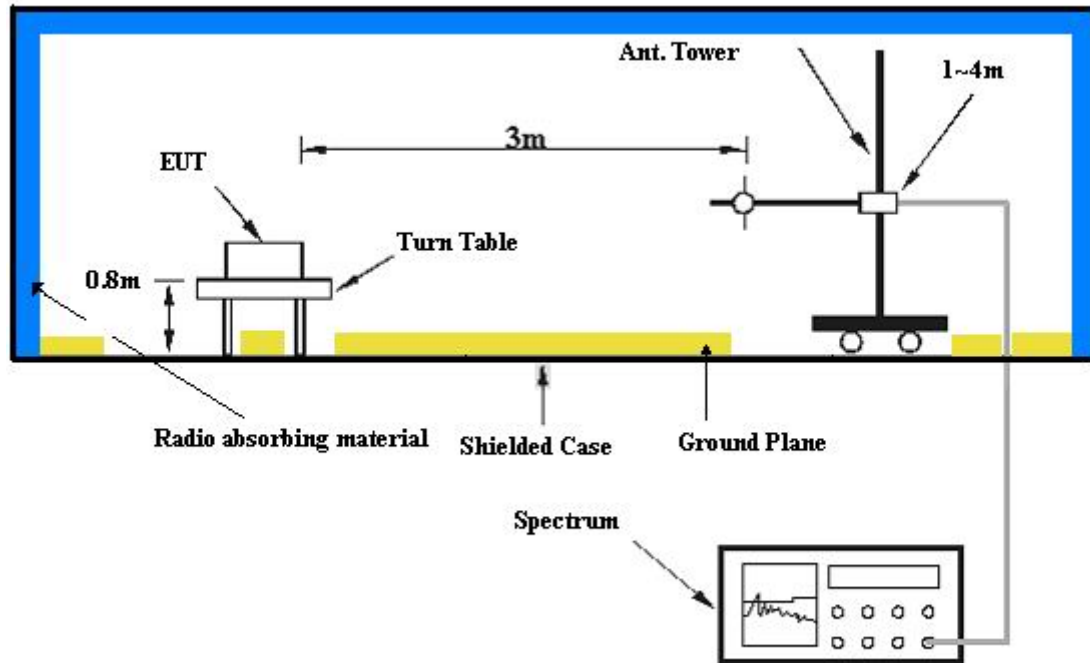 Ant. Tower
1~4m
3m
EUT
Turn Table
0.8m
Radio absorbing material
Shielded Case
Ground Plane
Spectrum